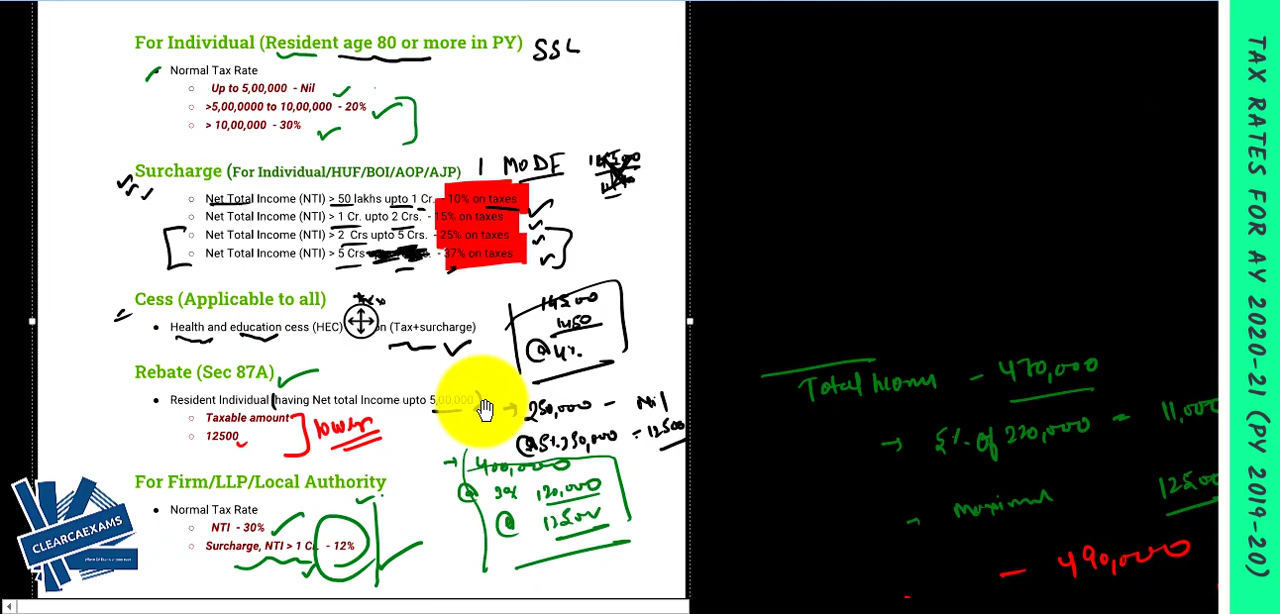 For Individual (Resident age 80 or more in PY) SSL
Normal Tax Rate
Up to 5,00,000 - Nil
>5,00,0000 to 10,00,000 - 20%
> 10,00,000 - 30%
Surcharge (For Individual/HUF/BOI/AOP/AJP) 1 MODE
Net Total Income (NTI) > 50 lakhs upto 1 Cr. - 10% on taxes
Net Total Income (NTI) > 1 Cr. upto 2 Crs. - 15% on taxes
Net Total Income (NTI) > 2 Crs upto 5 Crs. - 25% on taxes
Net Total Income (NTI) > 5 Crs - 37% on taxes
Cess (Applicable to all)
Health and education cess (HEC) on (Tax+surcharge)
14500
1450
@ 4%
Rebate (Sec 87A)
Resident Individual (having Net total Income upto 5,00,000)
Taxable amount
12500
lower
250,000 - Nil
@5% 250,000 - 12500
400,000
@ 120,000
@ 12500
For Firm/LLP/Local Authority
Normal Tax Rate
NTI - 30%
Surcharge, NTI > 1 Cr. - 12%
CLEARCAEXAMS
Total - 470,000
5% of 220,000 = 11,000
Maximum 12500
- 490,000
TAX RATES FOR AY 2020-21 (PY 2019-20)